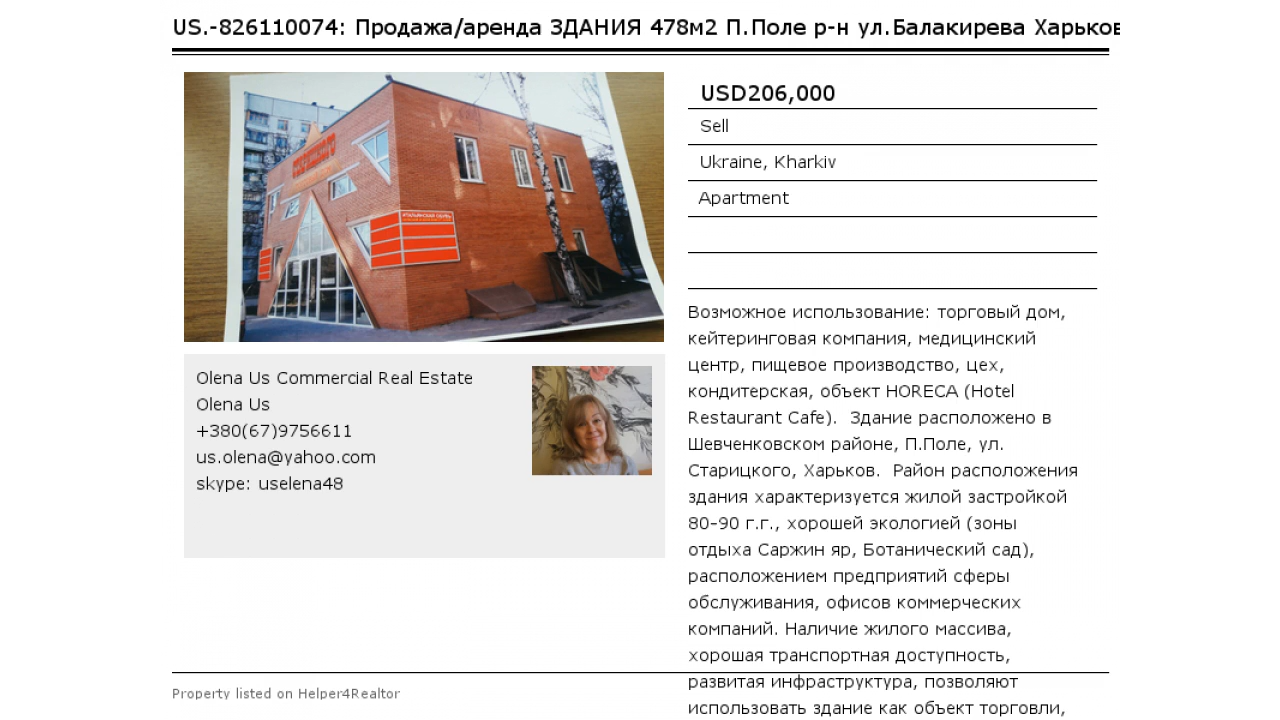 US.-826110074: Продажа/аренда ЗДАНИЯ 478м2 П.Поле р-н ул.Балакирева Харьков
USD206,000
Sell
Ukraine, Kharkiv
Apartment
ИТАЛЬЯНСКАЯ ОБУВЬ
Olena Us Commercial Real Estate
Olena Us
+380(67)9756611
us.olena@yahoo.com
skype: uselena48
Возможное использование: торговый дом,
кейтеринговая компания, медицинский
центр, пищевое производство, цех,
кондитерская, объект HORECA (Hotel
Restaurant Cafe).  Здание расположено в
Шевченковском районе, П.Поле, ул.
Старицкого, Харьков.  Район расположения
здания характеризуется жилой застройкой
80-90 г.г., хорошей экологией (зоны
отдыха Саржин яр, Ботанический сад),
расположением предприятий сферы
обслуживания, офисов коммерческих
компаний. Наличие жилого массива,
хорошая транспортная доступность,
развитая инфраструктура, позволяют
использовать здание как объект торговли,
Property listed on Helper4Realtor